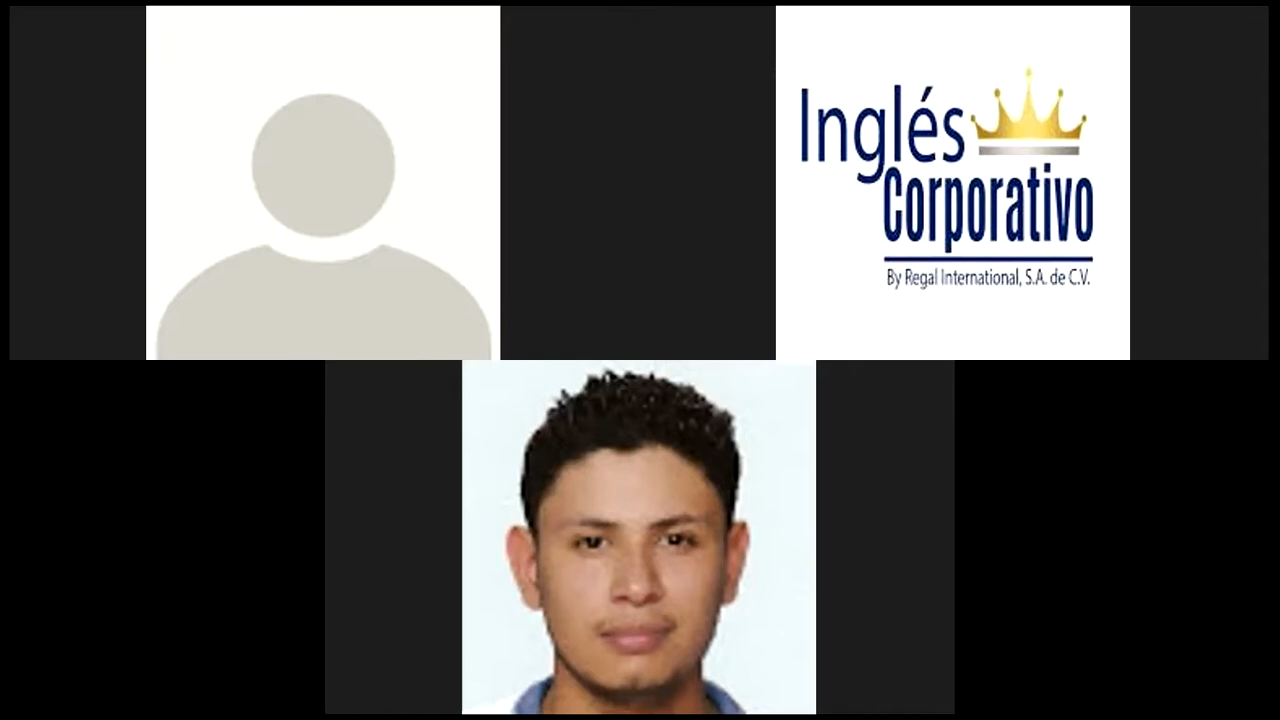 Inglés
Corporativo
By Regal International, S.A. de C.V.